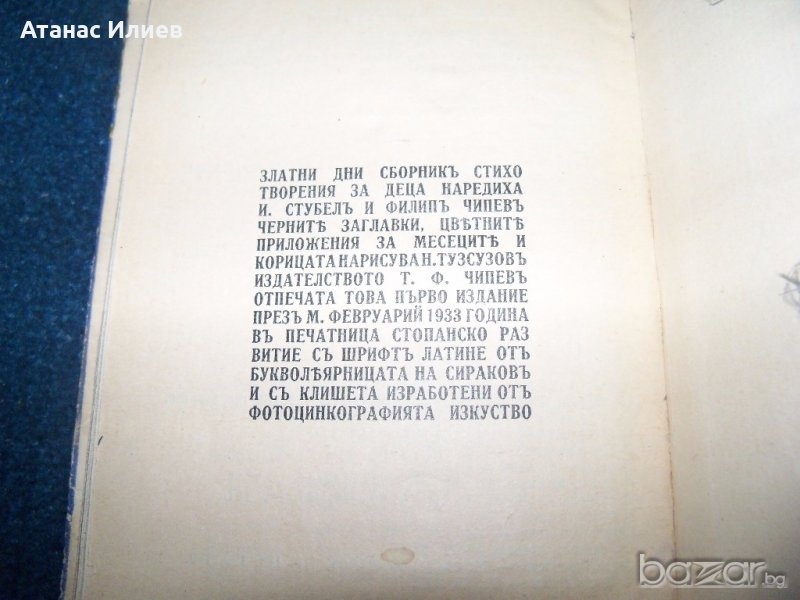 Атанас Илиев
ЗЛАТНИ ДНИ СБОРНИКЪ СТИХО
ТВОРЕНИЯ ЗА ДЕЦА НАРЕДИХА
И. СТУБЕЛЪ И ФИЛИПЪ ЧИПЕВЪ
ЧЕРНИТѢ ЗАГЛАВКИ, ЦВѢТНИТѢ
ПРИЛОЖЕНИЯ ЗА МЕСЕЦИТѢ И
КОРИЦАТА НАРИСУВА Н. ТУЗСУЗОВЪ
ИЗДАТЕЛСТВОТО Т. Ф. ЧИПЕВЪ
ОТПЕЧАТА ТОВА ПЪРВО ИЗДАНИЕ
ПРЕЗЪ М. ФЕВРУАРИЙ 1933 ГОДИНА
ВЪ ПЕЧАТНИЦА СТОПАНСКО РАЗ
ВИТИЕ СЪ ШРИФТЪ ЛАТИНЕ ОТЪ
БУКВОЛѢЯРНИЦАТА НА СИРАКОВЪ
И СЪ КЛИШЕТА ИЗРАБОТЕНИ ОТЪ
ФОТОЦИНКОГРАФИЯТА ИЗКУСТВО
bazar.bg